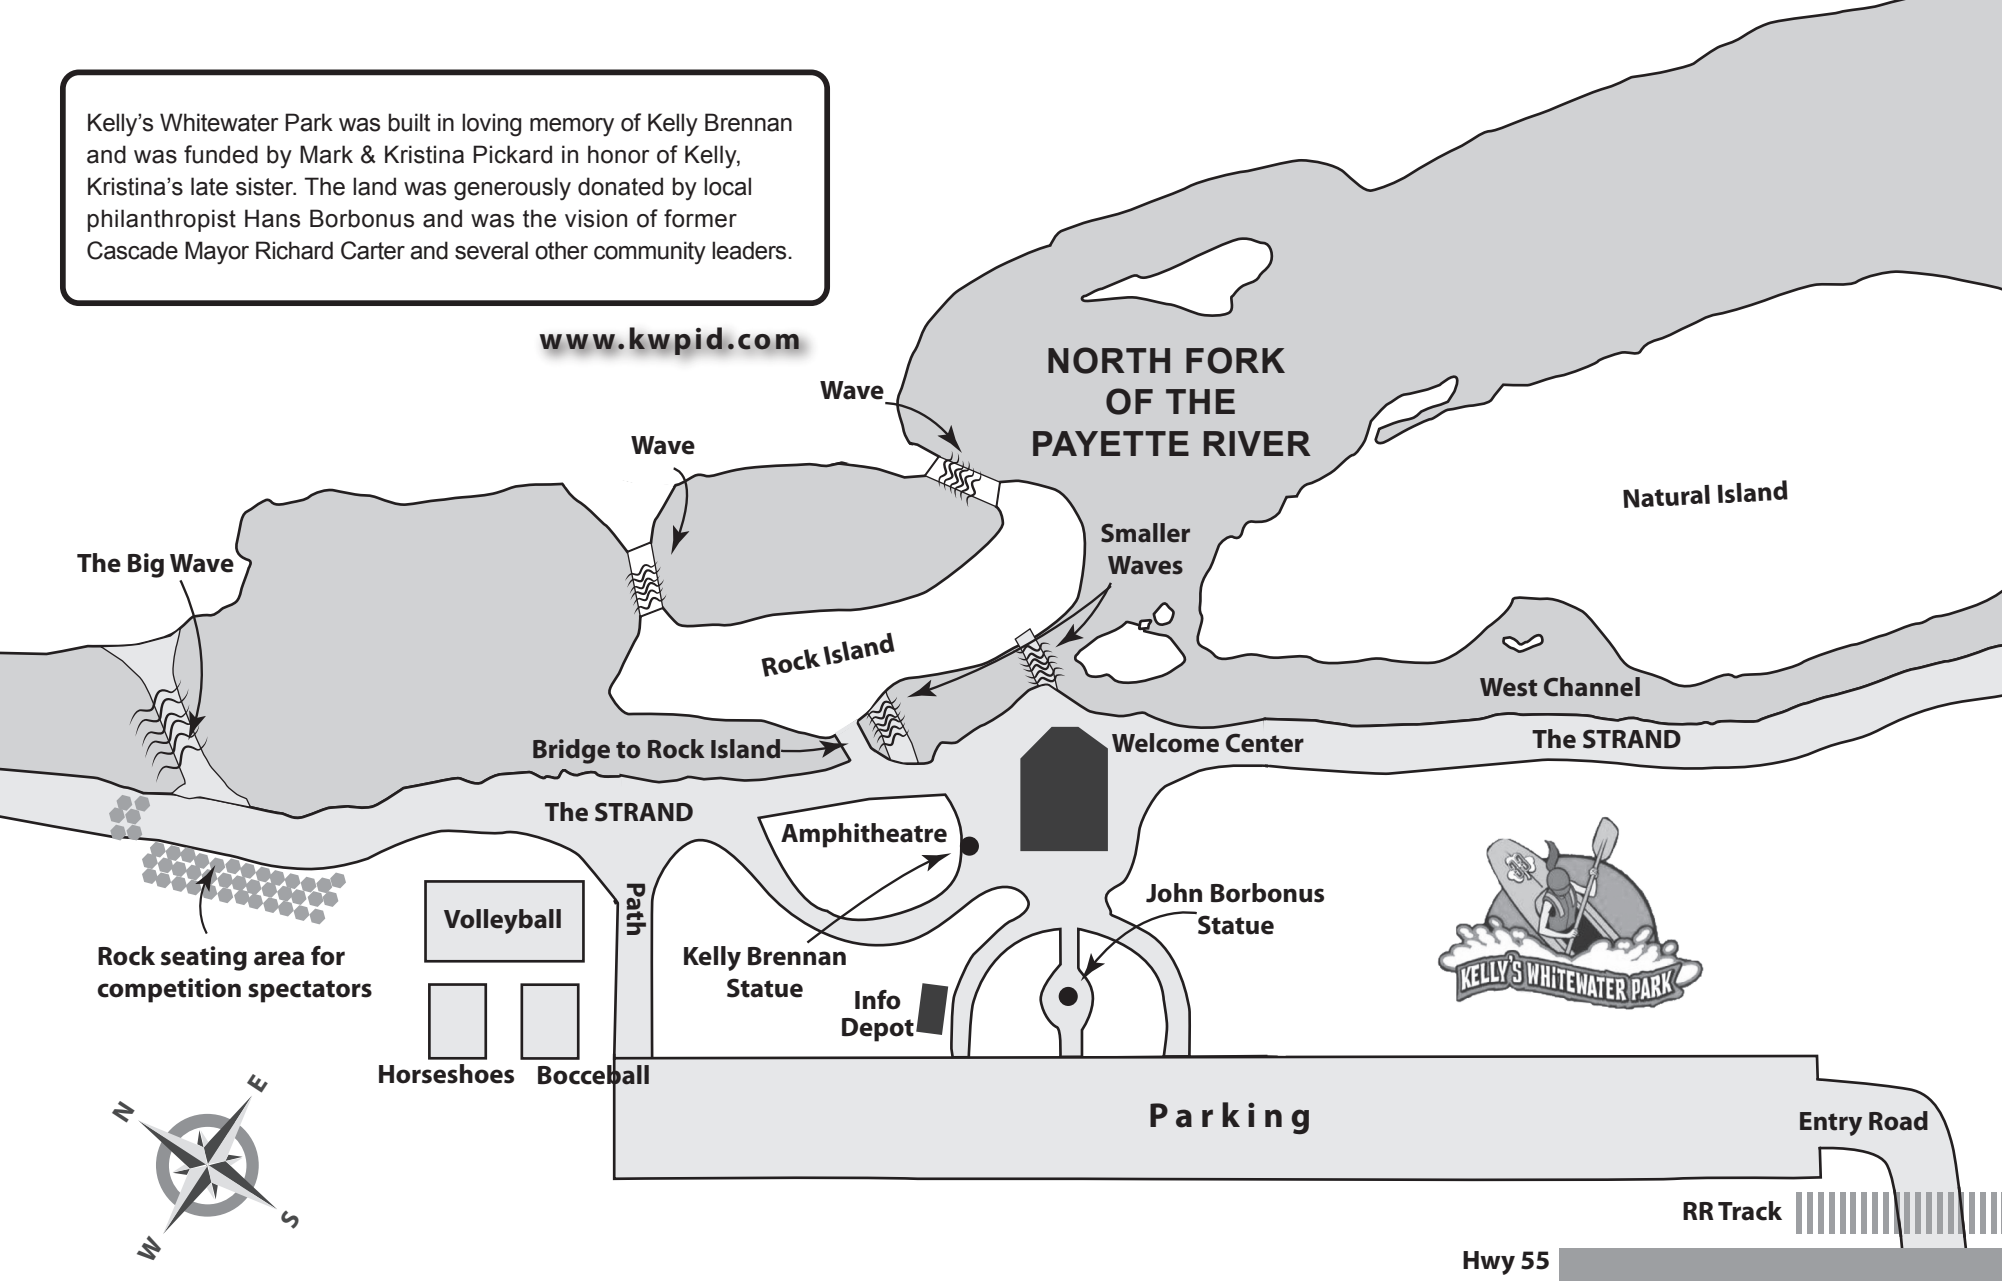 Kelly's Whitewater Park was built in loving memory of Kelly Brennan
and was funded by Mark & Kristina Pickard in honor of Kelly,
Kristina's late sister. The land was generously donated by local
philanthropist Hans Borbonus and was the vision of former
Cascade Mayor Richard Carter and several other community leaders.
www.kwpid.com
NORTH FORK
OF THE
PAYETTE RIVER
Wave
Wave
Natural Island
Smaller
Waves
The Big Wave
Rock Island
West Channel
Bridge to Rock Island
Welcome Center
The STRAND
The STRAND
Amphitheatre
Path
Volleyball
John Borbonus
Statue
Rock seating area for
competition spectators
Kelly Brennan
Statue
Info
Depot
KELLY'S WHITEWATER PARK
Horseshoes
Bocceball
N
E
S
W
Parking
Entry Road
RR Track
Hwy 55